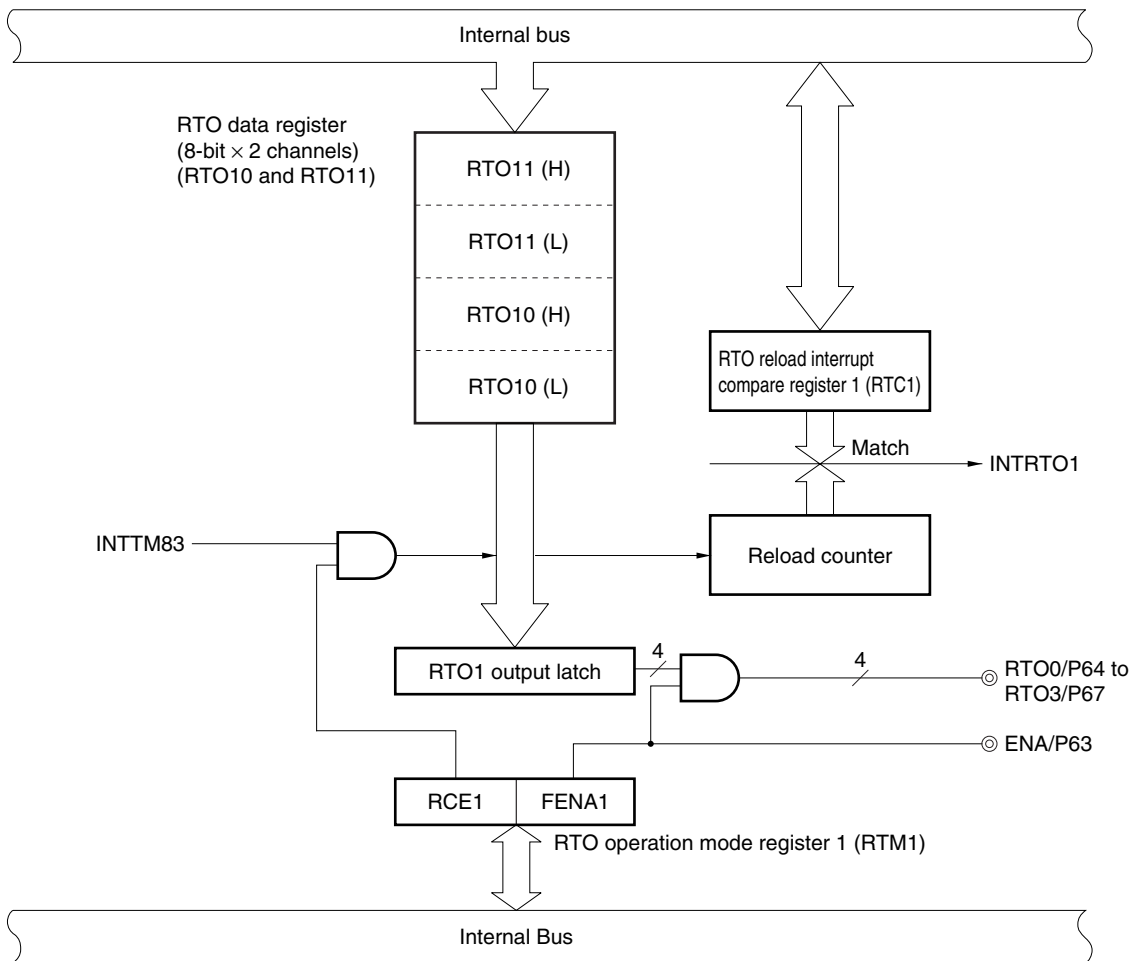 Internal bus
RTO data register
(8-bit × 2 channels)
(RTO10 and RTO11)
RTO11 (H)
RTO11 (L)
RTO10 (H)
RTO10 (L)
RTO reload interrupt
compare register 1 (RTC1)
Match
INTRTO1
INTTM83
Reload counter
RTO1 output latch
4
4
RTO0/P64 to
RTO3/P67
ENA/P63
RCE1
FENA1
RTO operation mode register 1 (RTM1)
Internal Bus